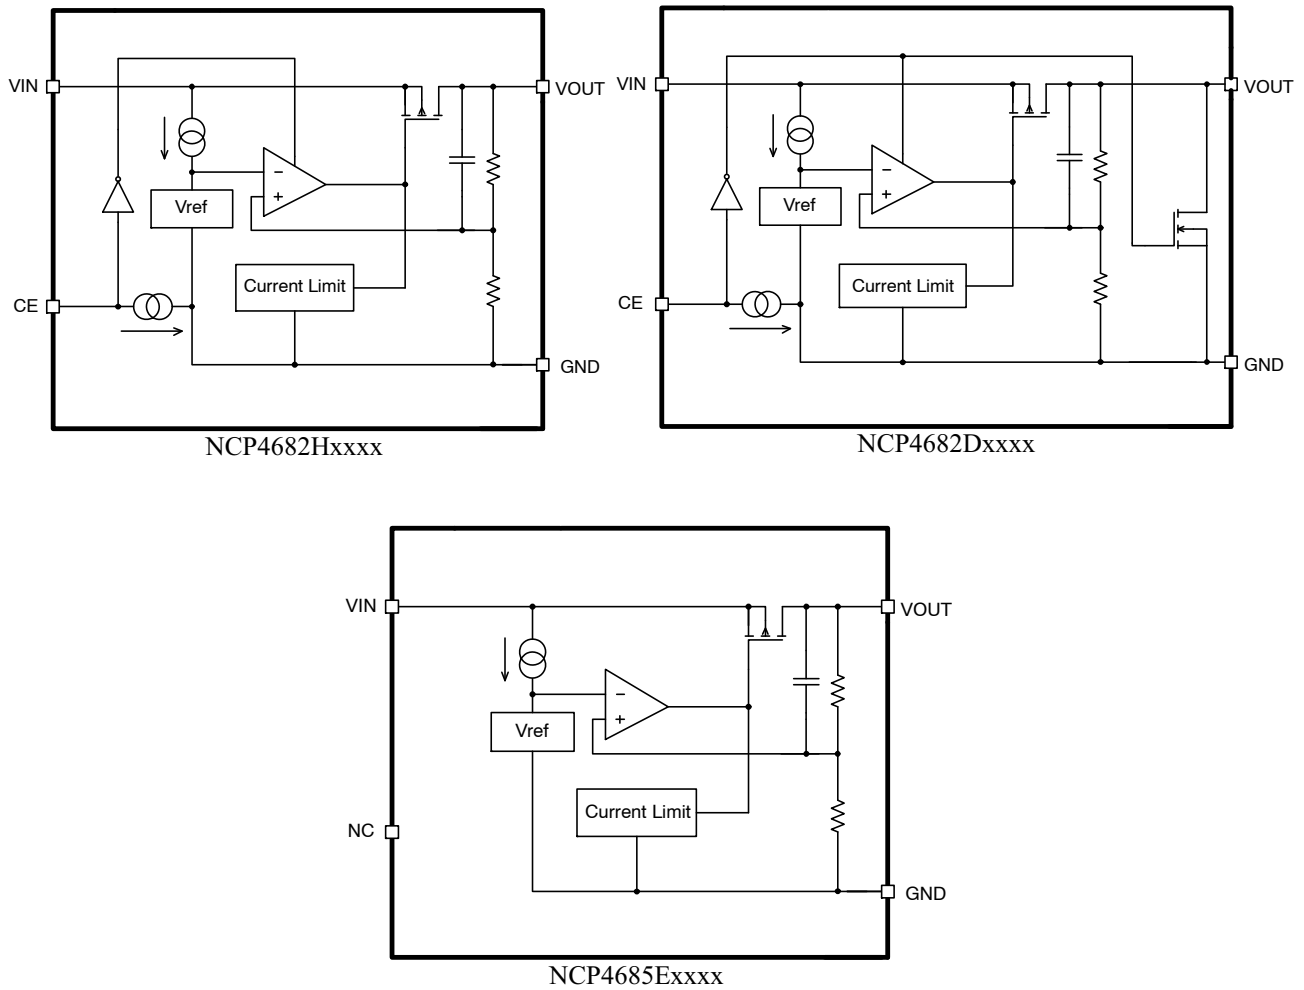 VIN
VOUT
Vref
−
+
Current Limit
CE
GND
NCP4682Hxxxx
VIN
VOUT
Vref
−
+
Current Limit
CE
GND
NCP4682Dxxxx
VIN
VOUT
Vref
−
+
Current Limit
NC
GND
NCP4685Exxxx